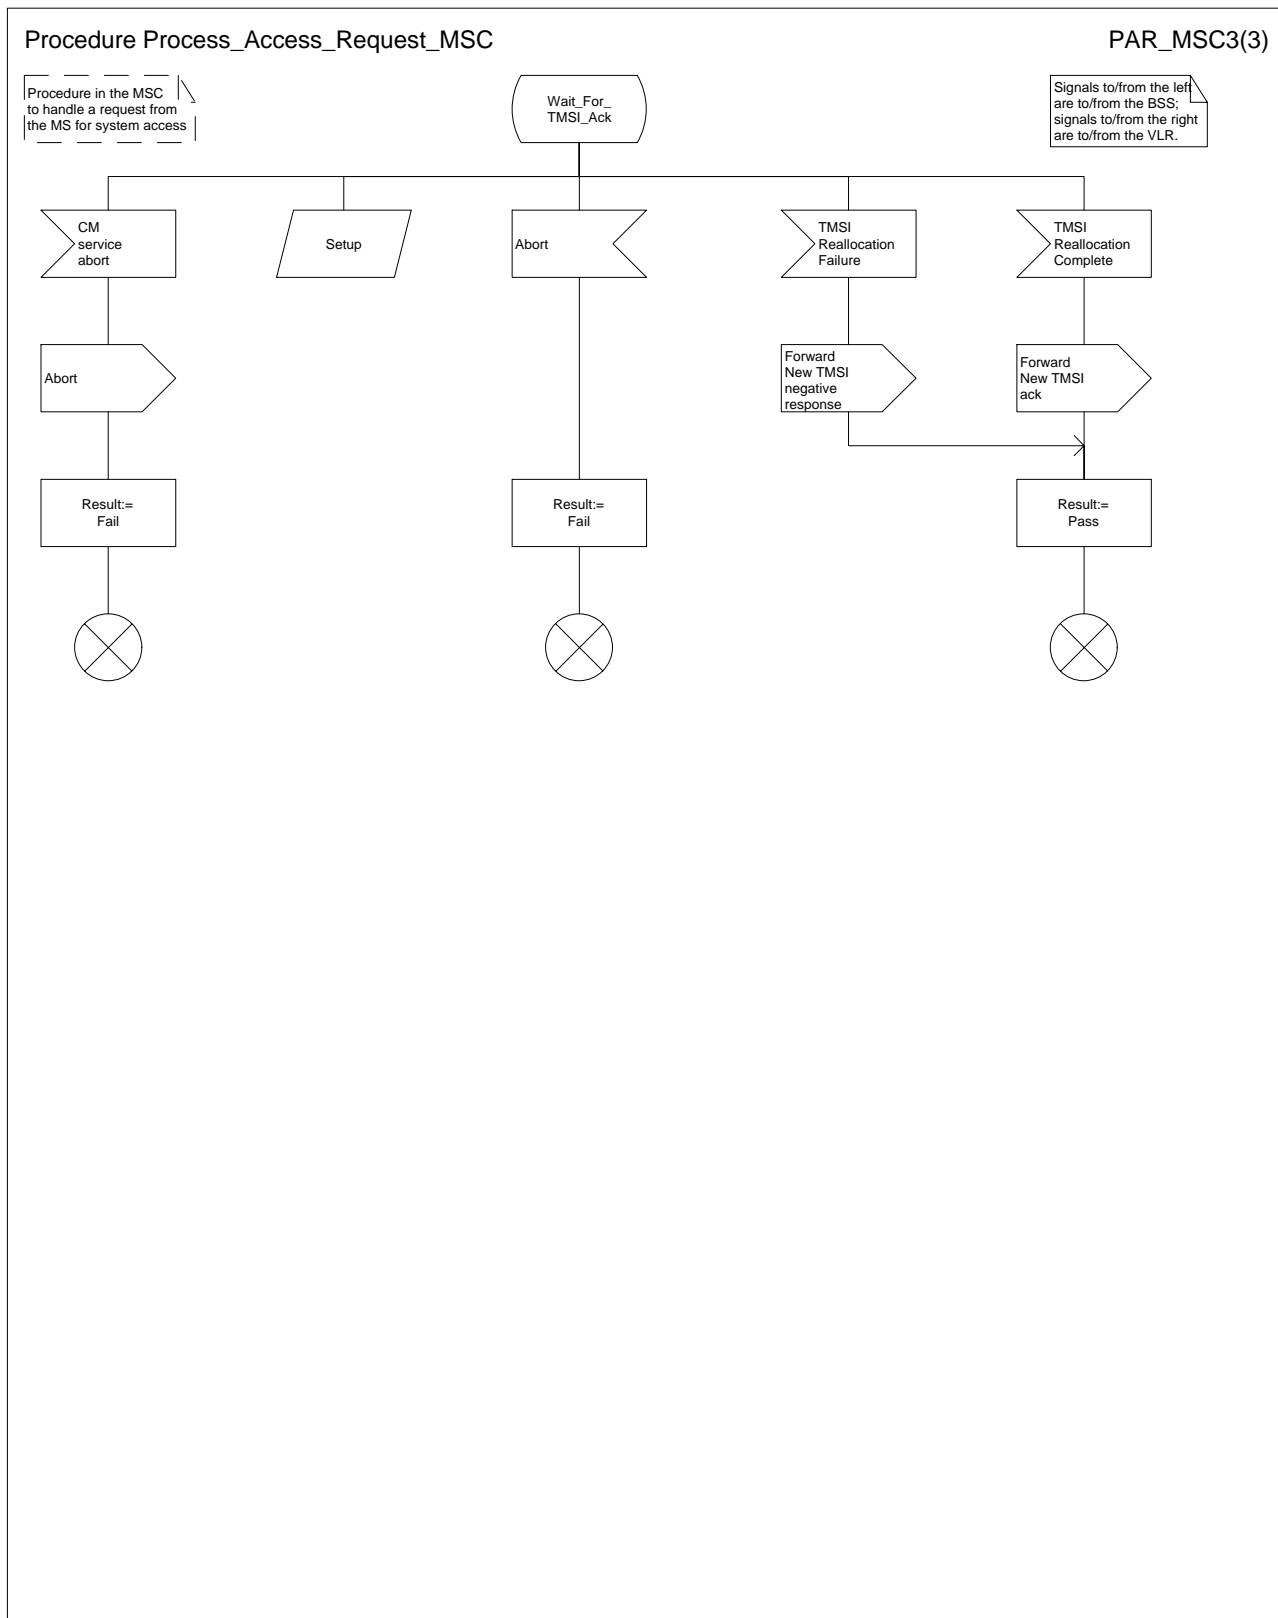 Procedure Process_Access_Request_MSC
PAR_MSC3(3)
Procedure in the MSC
to handle a request from
the MS for system access
Wait_For_
TMSI_Ack
Signals to/from the left
are to/from the BSS;
signals to/from the right
are to/from the VLR.
CM
service
abort
Setup
Abort
TMSI
Reallocation
Failure
TMSI
Reallocation
Complete
Abort
Forward
New TMSI
negative
response
Forward
New TMSI
ack
Result:=
Fail
Result:=
Fail
Result:=
Pass